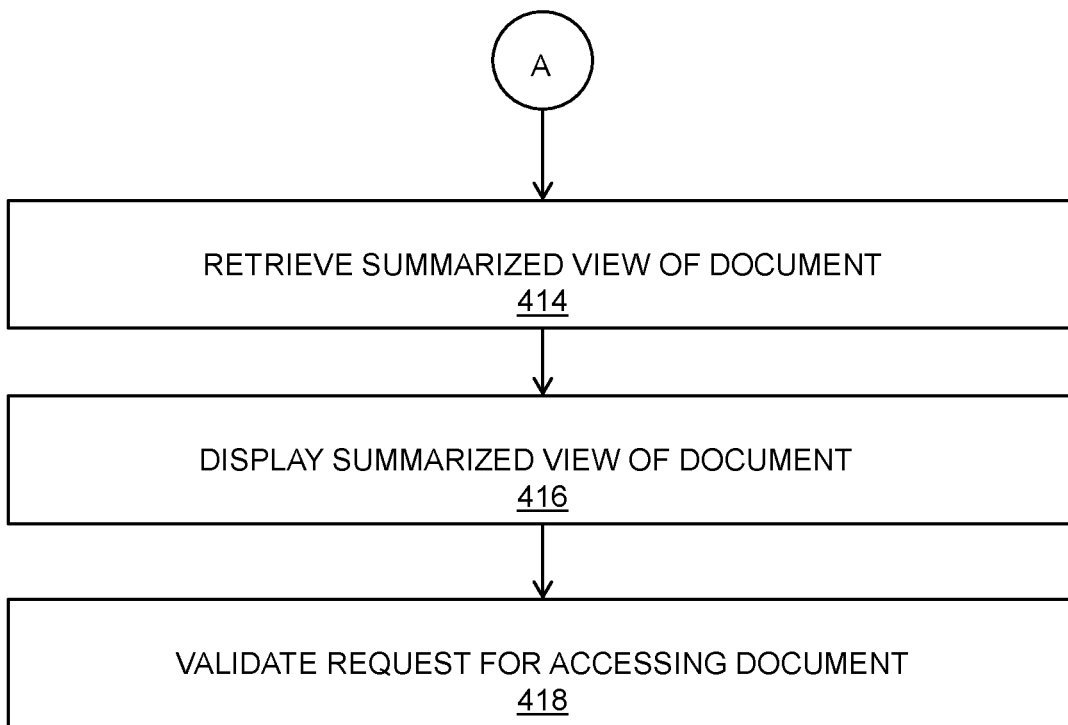 A
RETRIEVE SUMMARIZED VIEW OF DOCUMENT
414
DISPLAY SUMMARIZED VIEW OF DOCUMENT
416
VALIDATE REQUEST FOR ACCESSING DOCUMENT
418